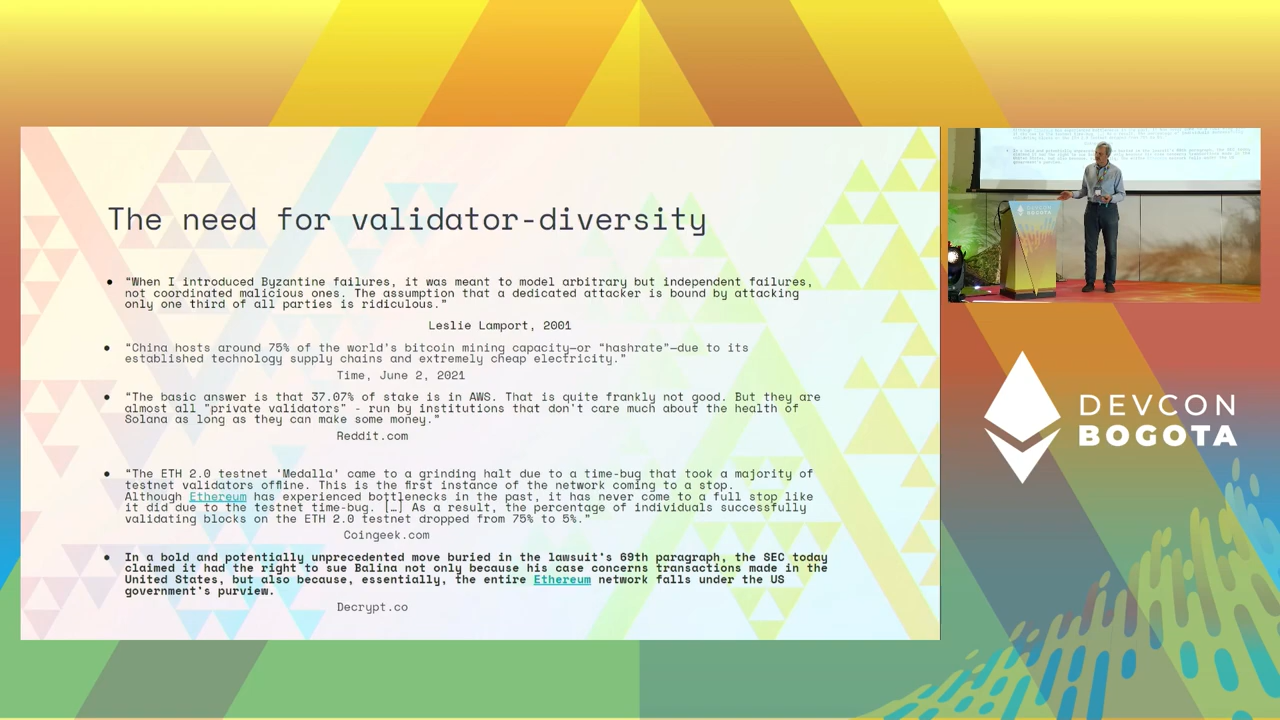 The need for validator-diversity
● “When I introduced Byzantine failures, it was meant to model arbitrary but independent failures,
not coordinated malicious ones. The assumption that a dedicated attacker is bound by attacking
only one third of all parties is ridiculous.”
Leslie Lamport, 2001
● “China hosts around 75% of the world’s bitcoin mining capacity—or “hashrate”—due to its
established technology supply chains and extremely cheap electricity.”
Time, June 2, 2021
● “The basic answer is that 37.07% of stake is in AWS. That is quite frankly not good. But they are
almost all "private validators" - run by institutions that don't care much about the health of
Solana as long as they can make some money.”
Reddit.com
● “The ETH 2.0 testnet ‘Medalla’ came to a grinding halt due to a time-bug that took a majority of
testnet validators offline. This is the first instance of the network coming to a stop.
Although Ethereum has experienced bottlenecks in the past, it has never come to a full stop like
it did due to the testnet time-bug. […] As a result, the percentage of individuals successfully
validating blocks on the ETH 2.0 testnet dropped from 75% to 5%.”
Coingeek.com
● In a bold and potentially unprecedented move buried in the lawsuit’s 69th paragraph, the SEC today
claimed it had the right to sue Balina not only because his case concerns transactions made in the
United States, but also because, essentially, the entire Ethereum network falls under the US
government’s purview.
Decrypt.co
DEVCON
BOGOTA
DEVCON
BOGOTA